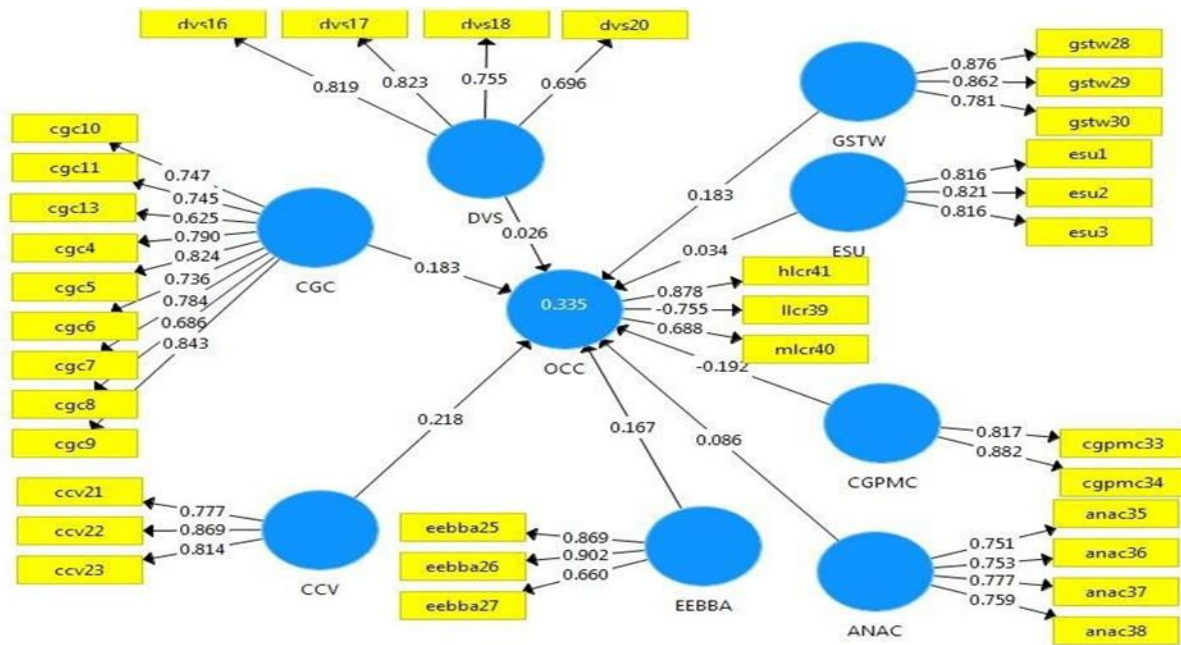 dvs16
dvs17
dvs18
dvs20
0.819
0.823
0.755
0.696
DVS
0.026
cgc10
cgc11
cgc13
cgc4
cgc5
cgc6
cgc7
cgc8
cgc9
0.747
0.745
0.625
0.790
0.824
0.736
0.784
0.686
0.843
CGC
0.183
gstw28
gstw29
gstw30
0.876
0.862
0.781
GSTW
0.183
esu1
esu2
esu3
0.816
0.821
0.816
ESU
0.034
0.335
OCC
hlcr41
llcr39
mlcr40
0.878
-0.755
0.688
-0.192
0.817
0.882
cgpmc33
cgpmc34
CGPMC
ccv21
ccv22
ccv23
0.777
0.869
0.814
CCV
0.218
eebba25
eebba26
eebba27
0.869
0.902
0.660
EEBBA
0.167
0.086
ANAC
0.751
0.753
0.777
0.759
anac35
anac36
anac37
anac38